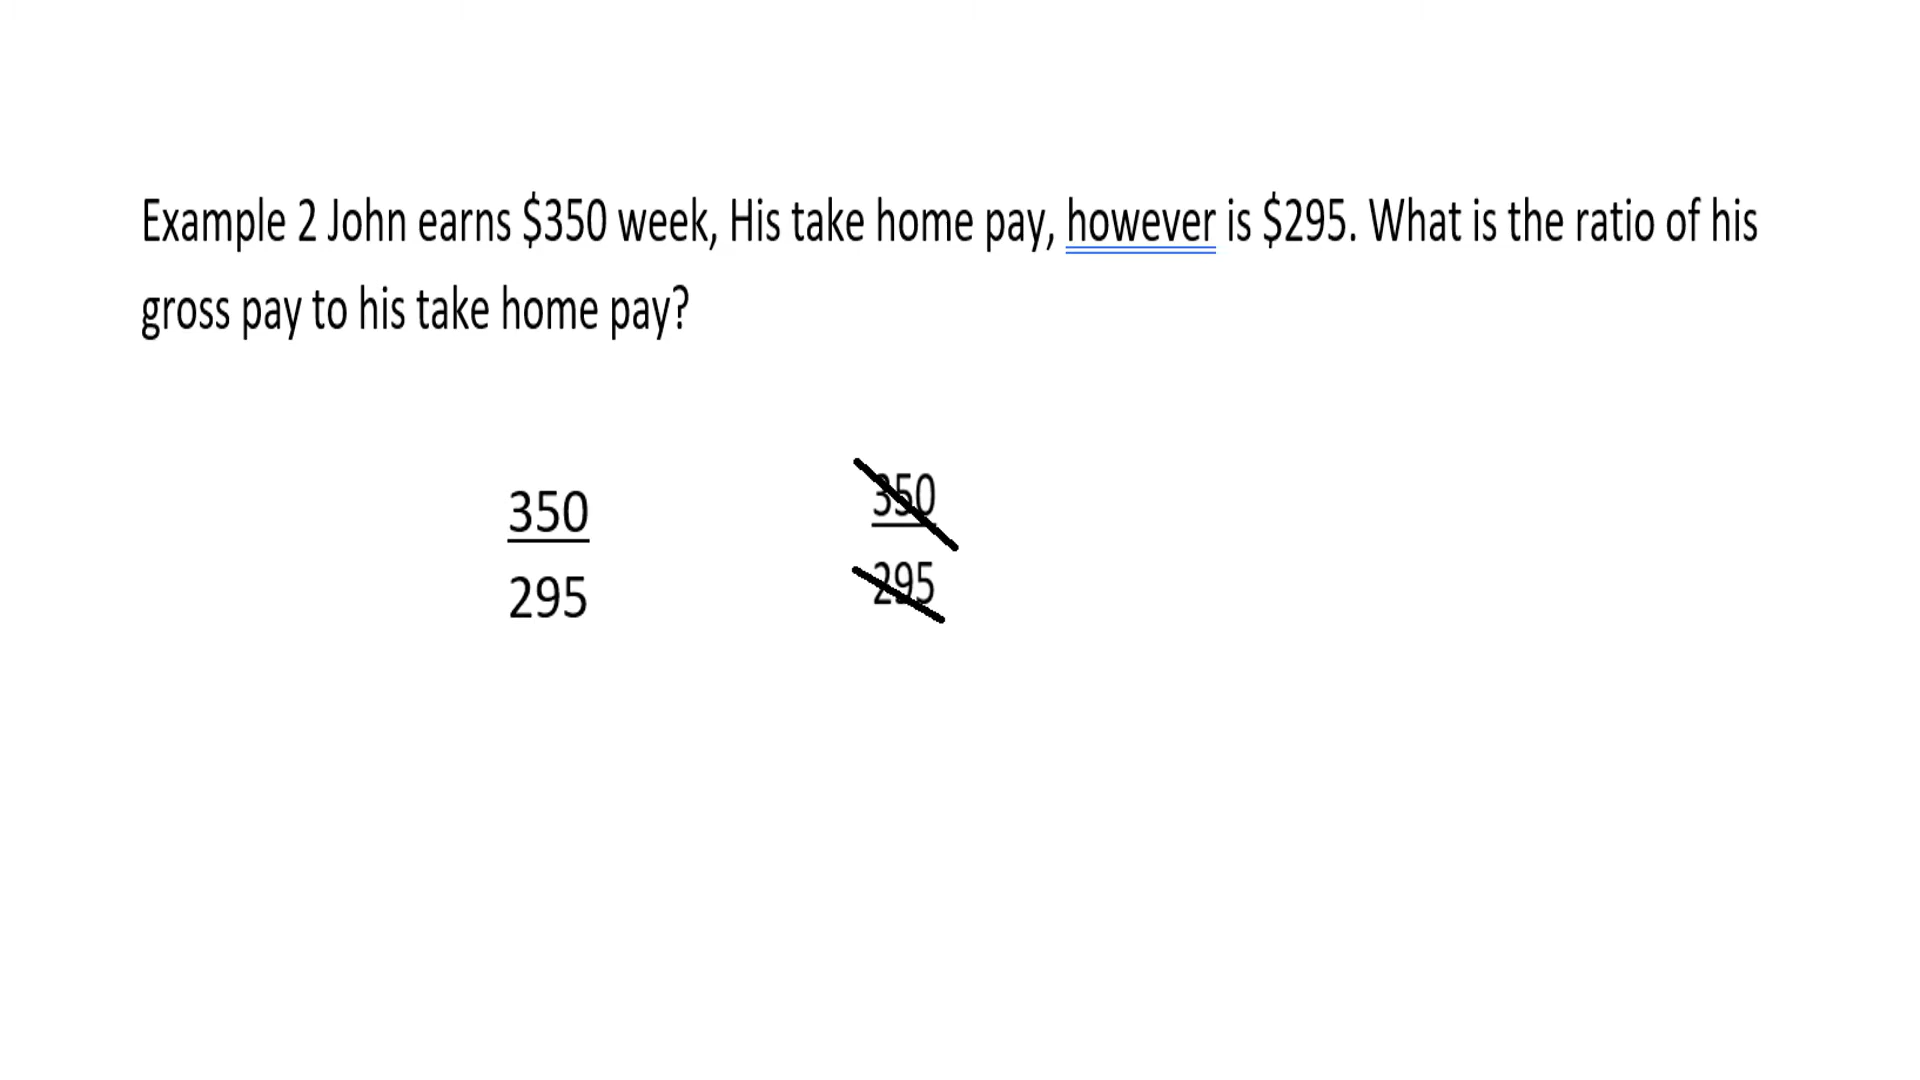 Example 2 John earns $350 week, His take home pay, however is $295. What is the ratio of his
gross pay to his take home pay?
350
295
350
295